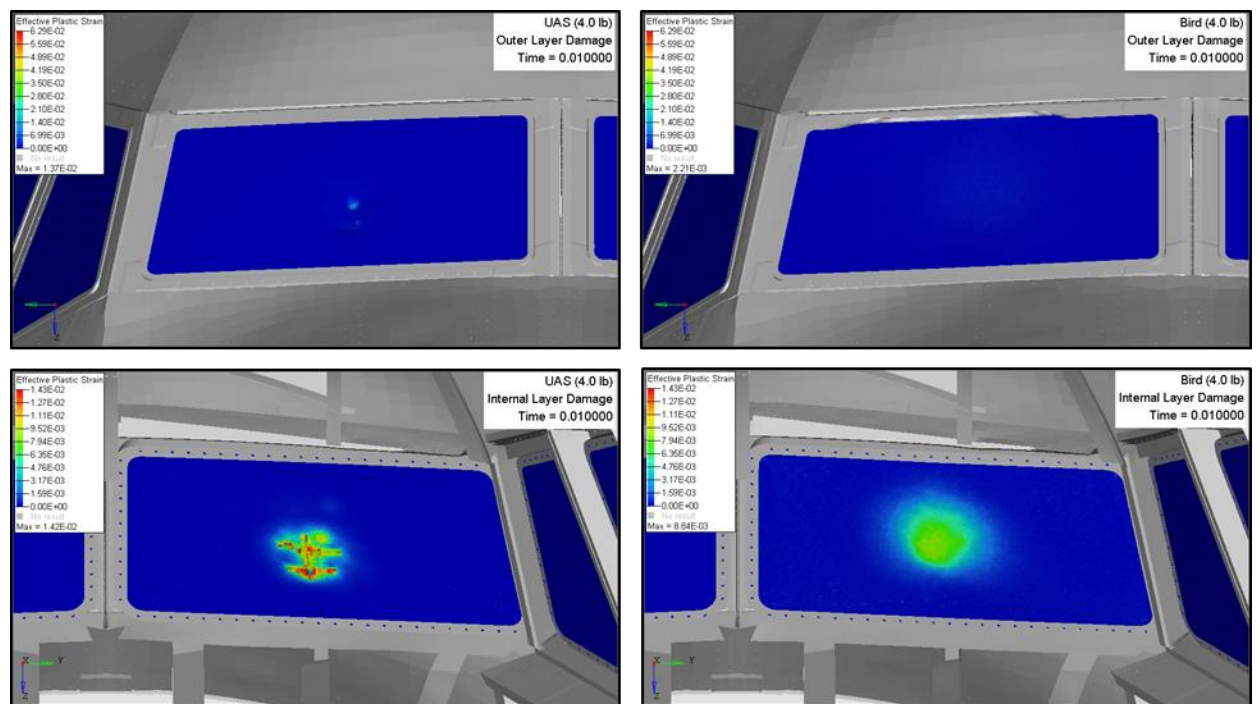 Effective Plastic Strain
6.29E-02
5.59E-02
4.89E-02
4.19E-02
3.50E-02
2.80E-02
2.10E-02
1.40E-02
6.99E-03
0.00E+00
No result
Max = 1.37E-02
UAS (4.0 lb)
Outer Layer Damage
Time = 0.010000
Z
Effective Plastic Strain
6.29E-02
5.59E-02
4.89E-02
4.19E-02
3.50E-02
2.80E-02
2.10E-02
1.40E-02
6.99E-03
0.00E+00
No result
Max = 2.21E-03
Bird (4.0 lb)
Outer Layer Damage
Time = 0.010000
Z
Effective Plastic Strain
1.43E-02
1.27E-02
1.11E-02
9.52E-03
7.94E-03
6.35E-03
4.76E-03
3.17E-03
1.59E-03
0.00E+00
No result
Max = 1.42E-02
UAS (4.0 lb)
Internal Layer Damage
Time = 0.010000
X Y
Z
Effective Plastic Strain
1.43E-02
1.27E-02
1.11E-02
9.52E-03
7.94E-03
6.35E-03
4.76E-03
3.17E-03
1.59E-03
0.00E+00
No result
Max = 8.84E-03
Bird (4.0 lb)
Internal Layer Damage
Time = 0.010000
X Y
Z